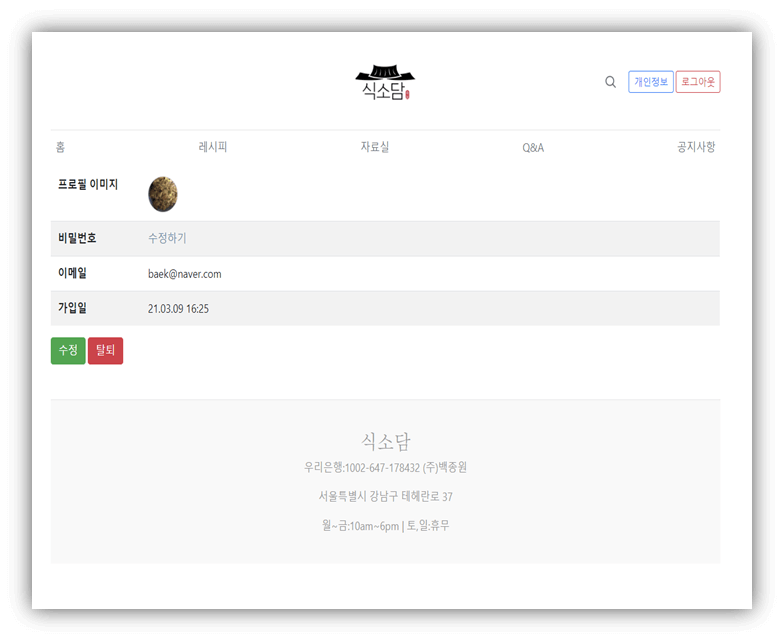 식소담
개인정보 로그아웃
홈 레시피 자료실 Q&A 공지사항
프로필 이미지
비밀번호 수정하기
이메일 baek@naver.com
가입일 21.03.09 16:25
수정 탈퇴
식소담
우리은행:1002-647-178432 (주)백종원
서울특별시 강남구 테헤란로 37
월~금:10am~6pm | 토,일:휴무